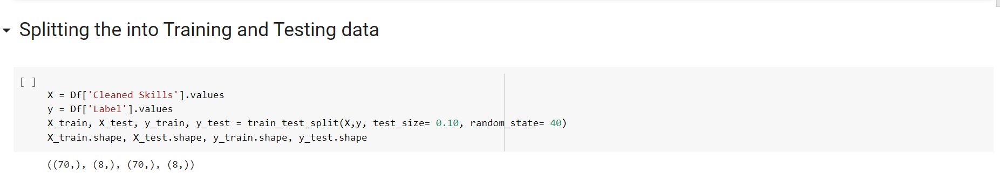 Splitting the into Training and Testing data
[ ]
X = Df['Cleaned Skills'].values
y = Df['Label'].values
X_train, X_test, y_train, y_test = train_test_split(X,y, test_size= 0.10, random_state= 40)
X_train.shape, X_test.shape, y_train.shape, y_test.shape
((70,), (8,), (70,), (8,))